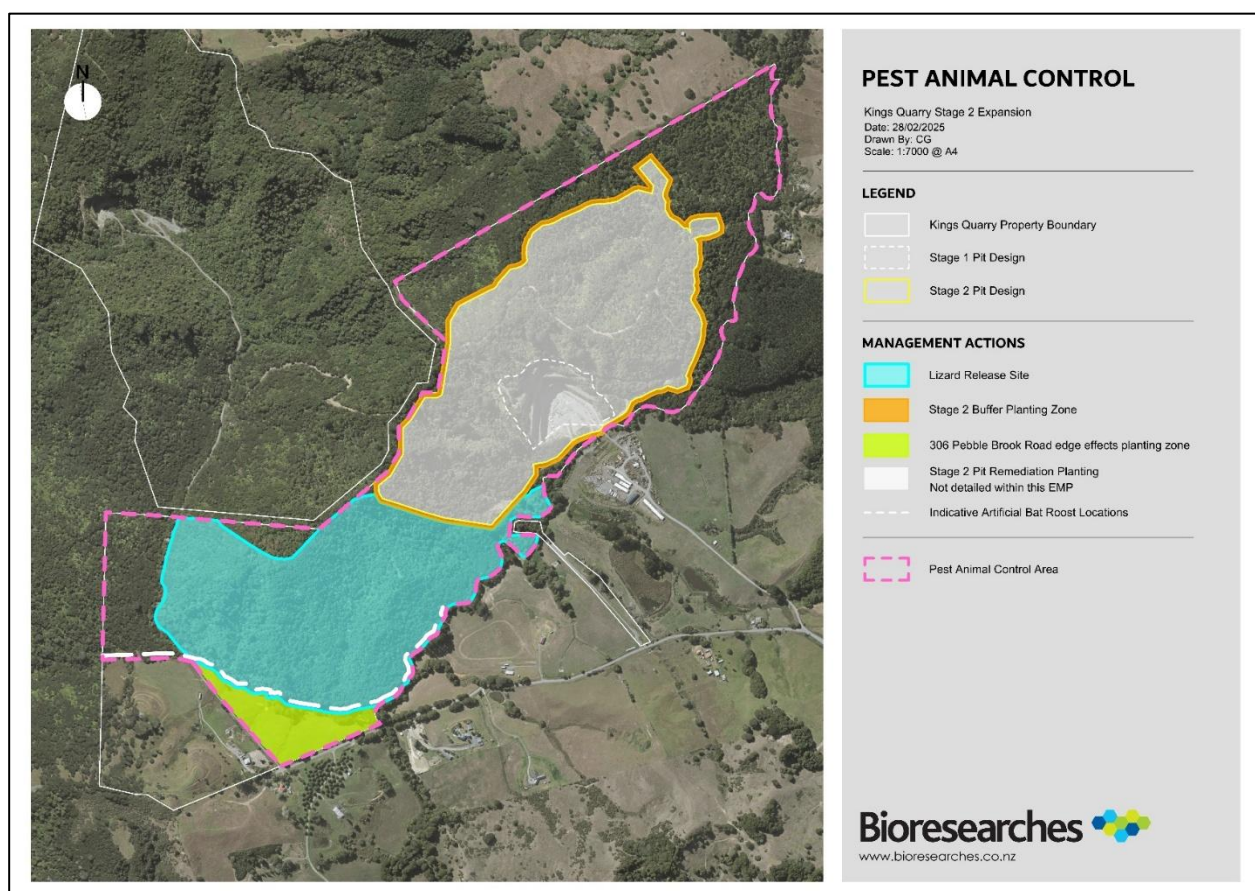 N
PEST ANIMAL CONTROL
Kings Quarry Stage 2 Expansion
Date: 28/02/2025
Drawn By: CG
Scale: 1:7000 @ A4
LEGEND
Kings Quarry Property Boundary
Stage 1 Pit Design
Stage 2 Pit Design
MANAGEMENT ACTIONS
Lizard Release Site
Stage 2 Buffer Planting Zone
306 Pebble Brook Road edge effects planting zone
Stage 2 Pit Remediation Planting
Not detailed within this EMP
Indicative Artificial Bat Roost Locations
Pest Animal Control Area
Bioresearches
www.bioresearches.co.nz